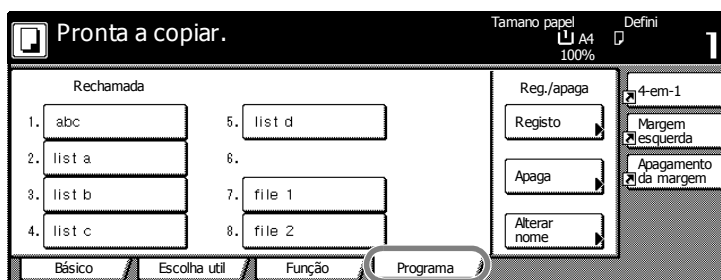 Pronta a copiar.
Tamano papel
A4
100%
Defini
1
Rechamada
1. abc
2. list a
3. list b
4. list c
5. list d
6.
7. file 1
8. file 2
Reg./apaga
Registo
Apaga
Alterar
nome
4-em-1
Margem
esquerda
Apagamento
da margem
Básico
Escolha util
Função
Programa